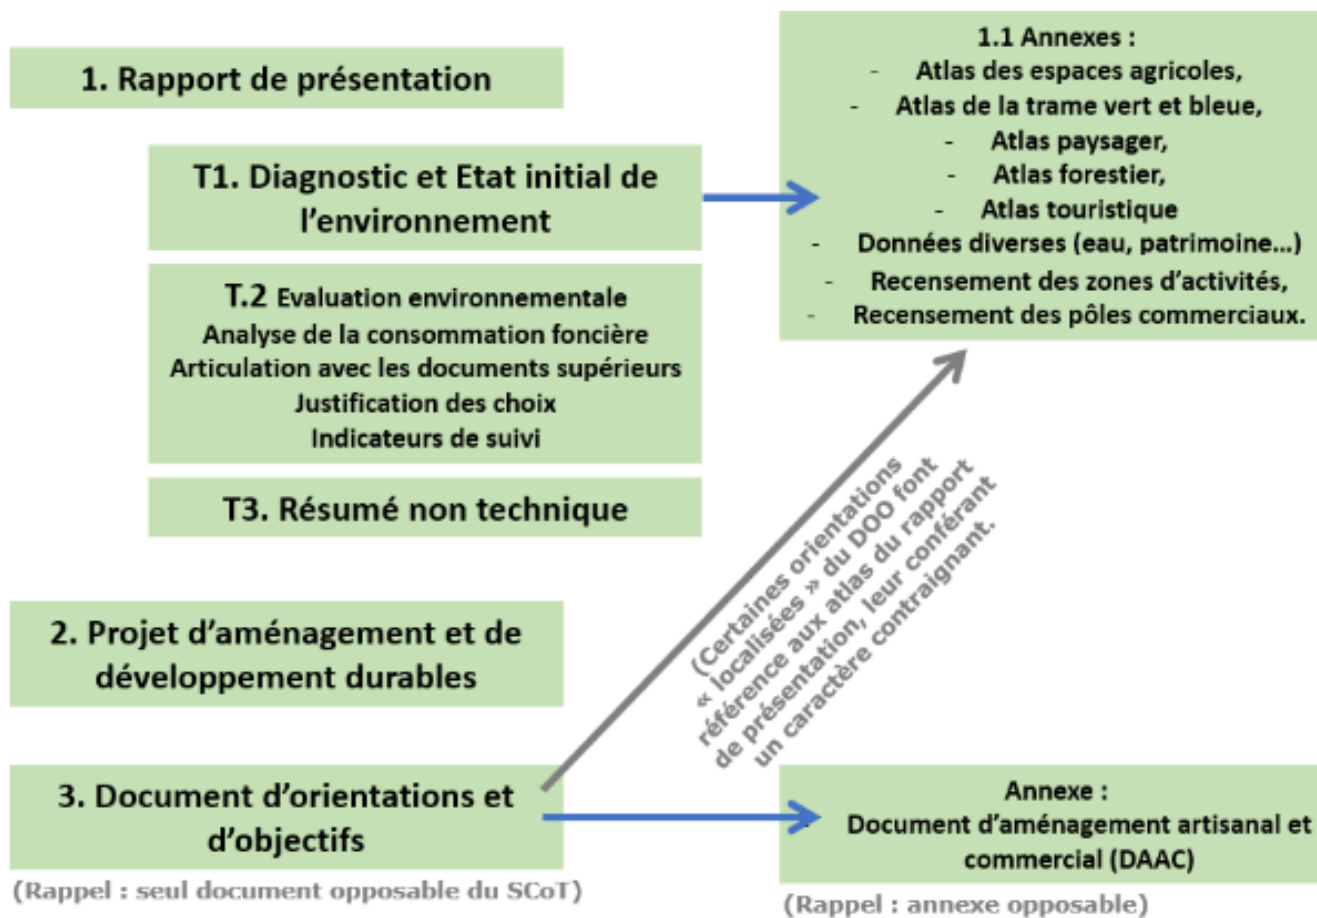 1. Rapport de présentation
T1. Diagnostic et Etat initial de
l'environnement
T.2 Evaluation environnementale
Analyse de la consommation foncière
Articulation avec les documents supérieurs
Justification des choix
Indicateurs de suivi
T3. Résumé non technique
1.1 Annexes :
- Atlas des espaces agricoles,
- Atlas de la trame vert et bleue,
- Atlas paysager,
- Atlas forestier,
- Atlas touristique
- Données diverses (eau, patrimoine...)
- Recensement des zones d'activités,
- Recensement des pôles commerciaux.
(Certaines orientations
« localisées » du DOO font
référence aux atlas du rapport
de présentation, leur conférant
un caractère contraignant.
2. Projet d'aménagement et de
développement durables
3. Document d'orientations et
d'objectifs
(Rappel : seul document opposable du SCoT)
Annexe :
- Document d'aménagement artisanal et
commercial (DAAC)
(Rappel : annexe opposable)